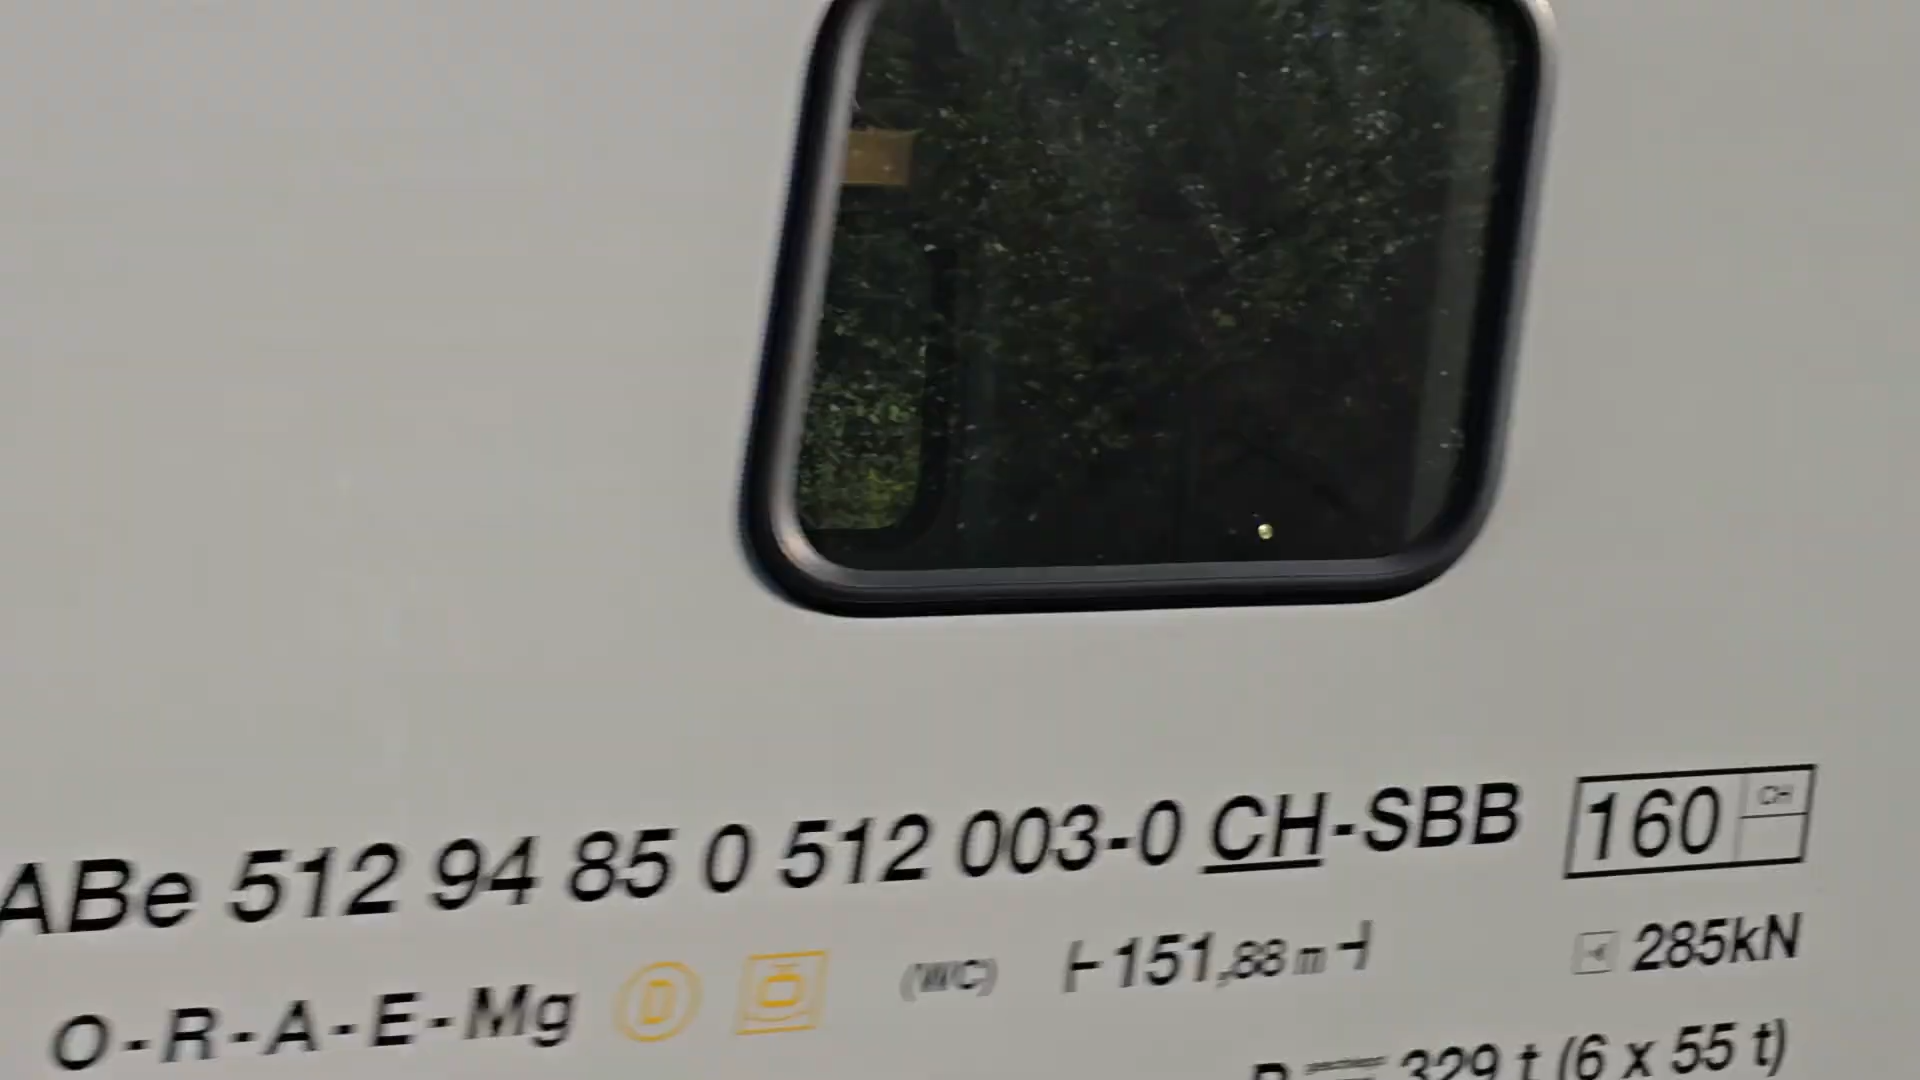 ABe 512 94 85 0 512 003-0 CH-SBB 160 CH
O-R-A-E-Mg D (WC) 151,88 m 285kN
329 t (6 x 55 t)